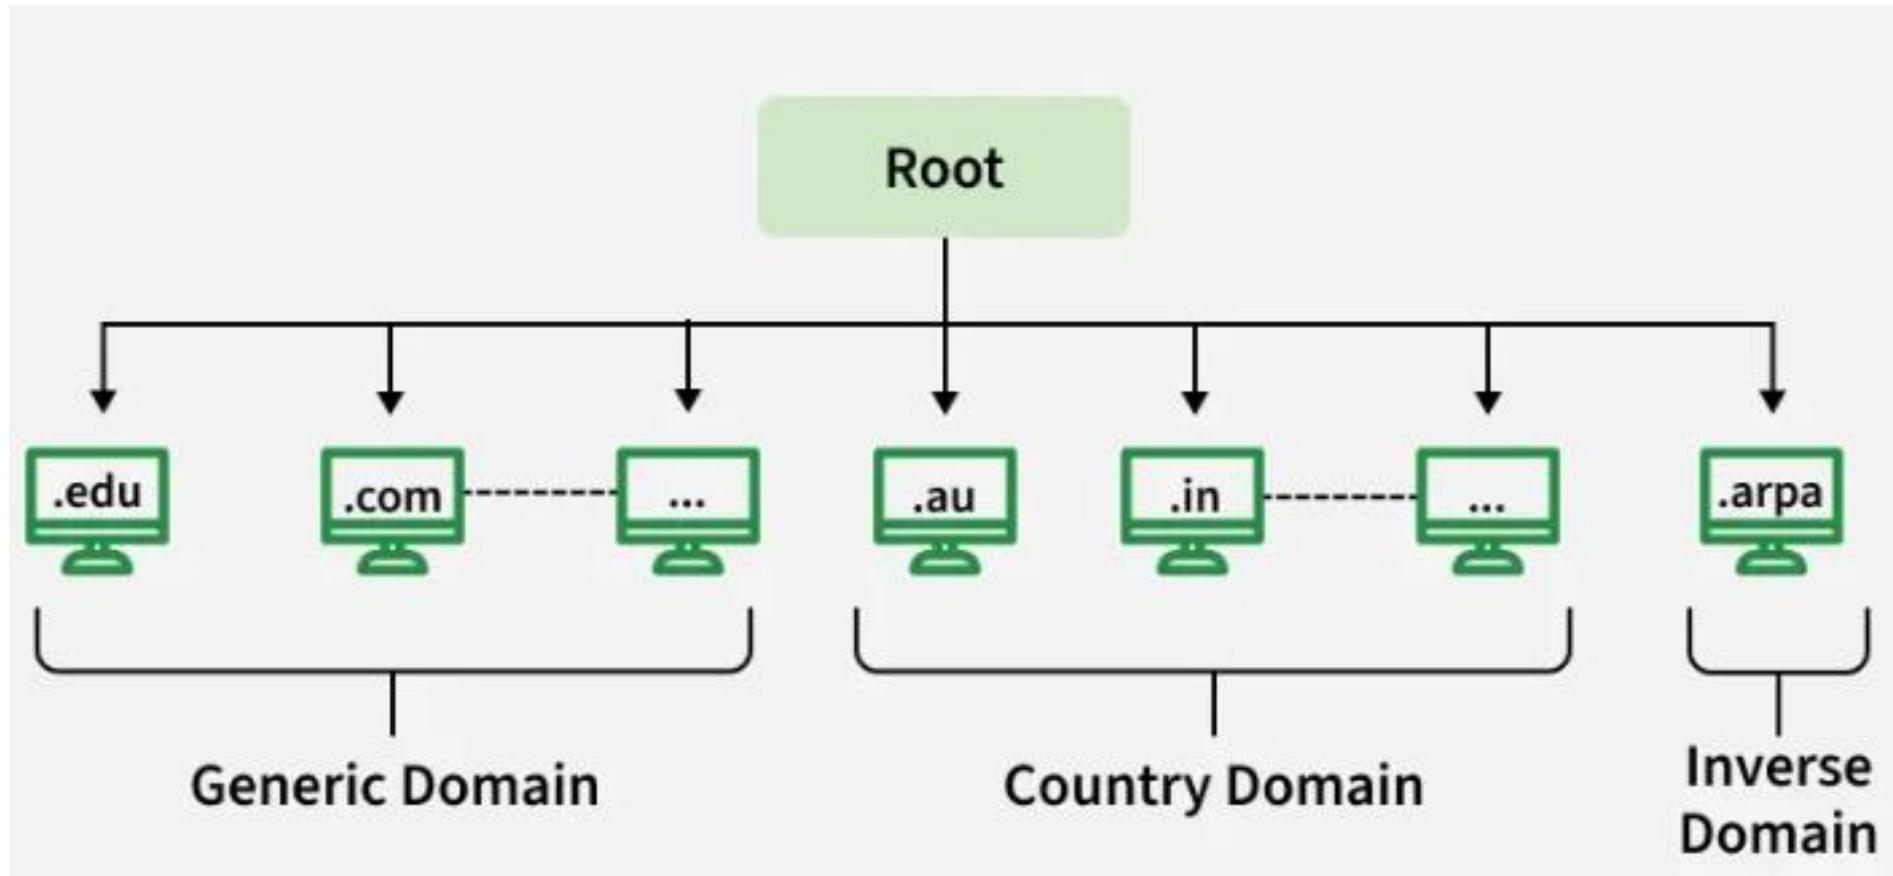 Root
.edu
.com
...
.au
.in
...
.arpa
Generic Domain
Country Domain
Inverse
Domain